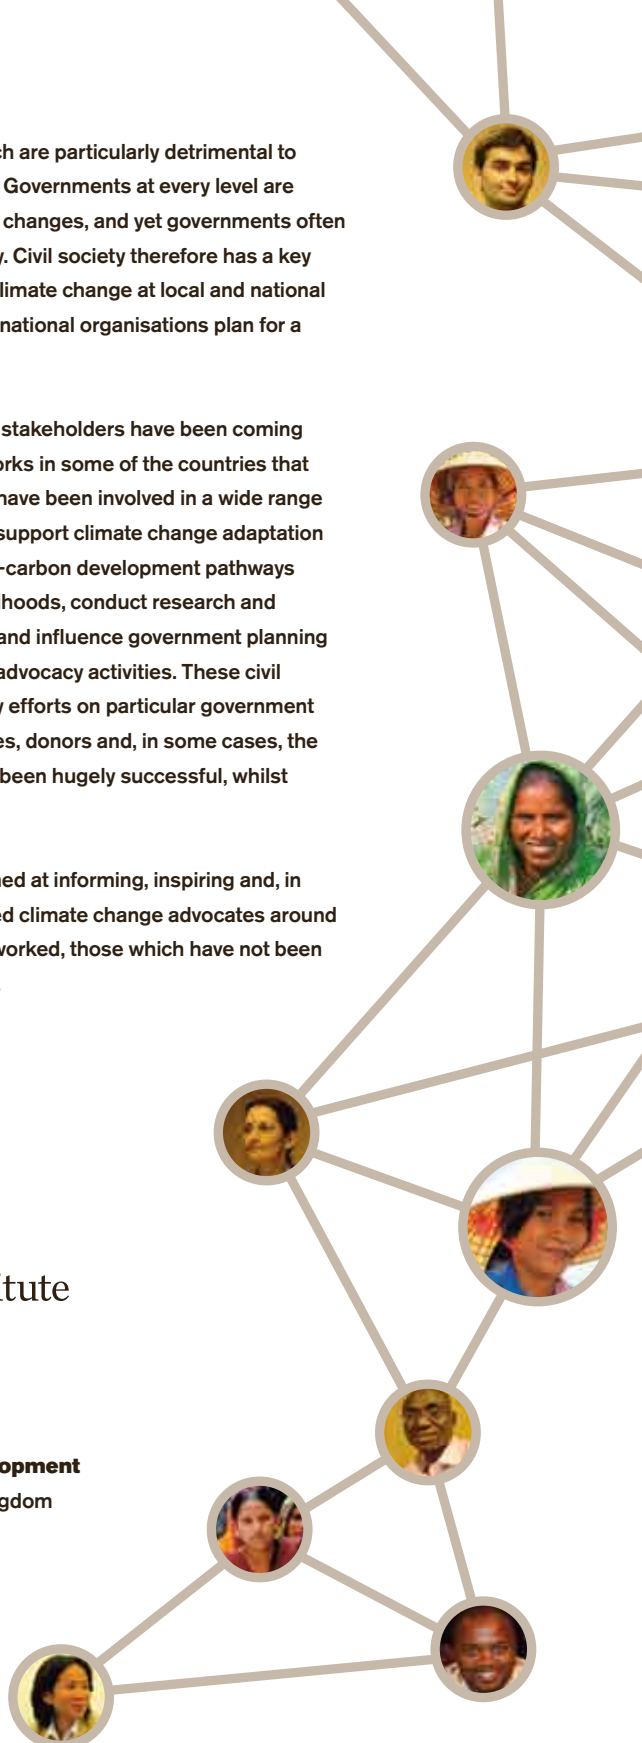 ch are particularly detrimental to
Governments at every level are
changes, and yet governments often
y. Civil society therefore has a key
limate change at local and national
national organisations plan for a
stakeholders have been coming
orks in some of the countries that
have been involved in a wide range
support climate change adaptation
-carbon development pathways
lihoods, conduct research and
and influence government planning
advocacy activities. These civil
y efforts on particular government
es, donors and, in some cases, the
been hugely successful, whilst
ned at informing, inspiring and, in
ed climate change advocates around
worked, those which have not been
.
itute
opment
gdom